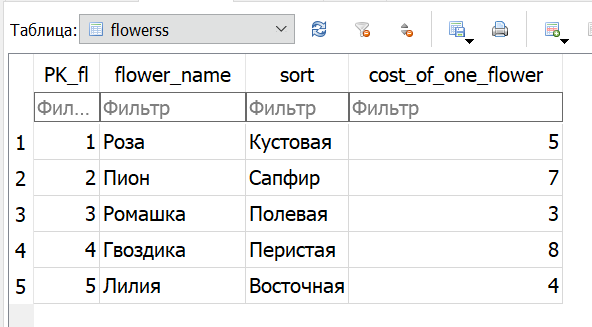 Таблица: flowerss
PK_fl flower_name sort cost_of_one_flower
Фил... Фильтр Фильтр Фильтр
1 1 Роза Кустовая 5
2 2 Пион Сапфир 7
3 3 Ромашка Полевая 3
4 4 Гвоздика Перистая 8
5 5 Лилия Восточная 4